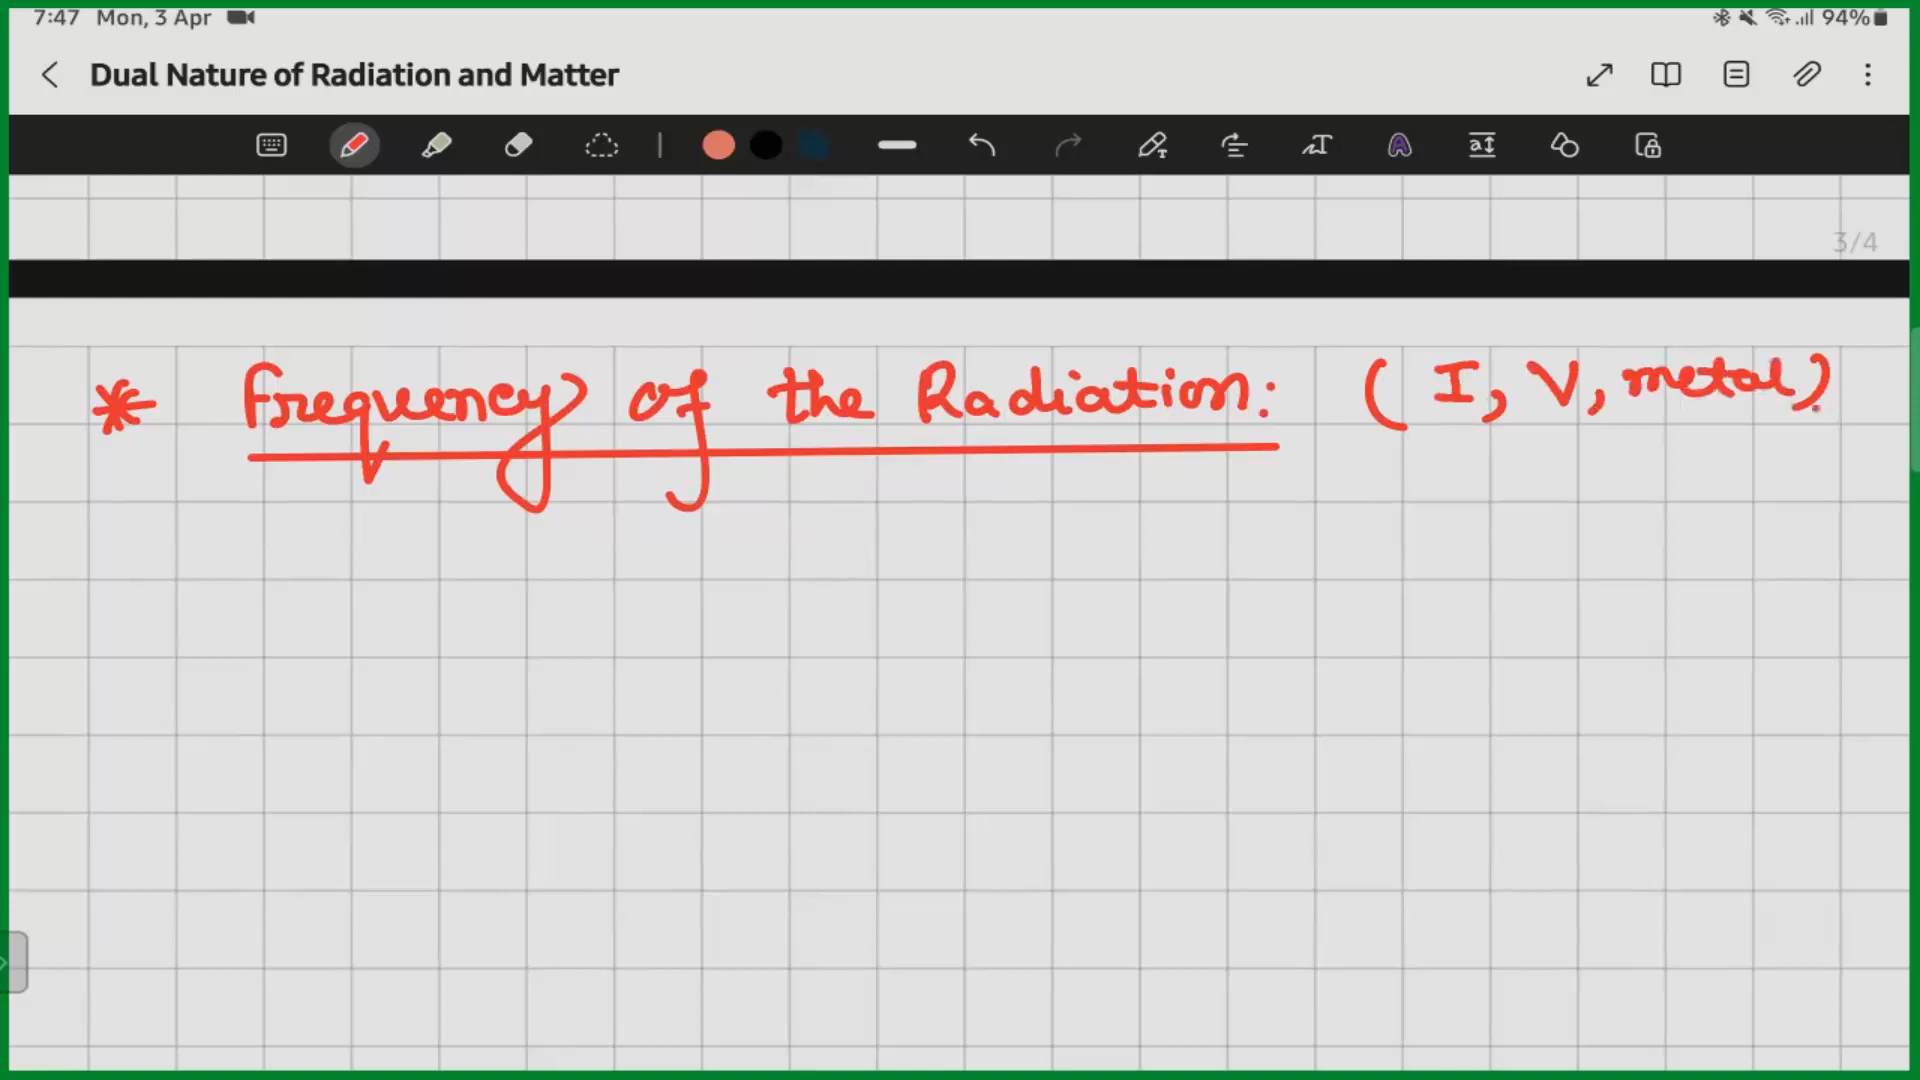 7:47 Mon, 3 Apr 94%
Dual Nature of Radiation and Matter
3/4
* Frequency of the Radiation: (I, V, metal)